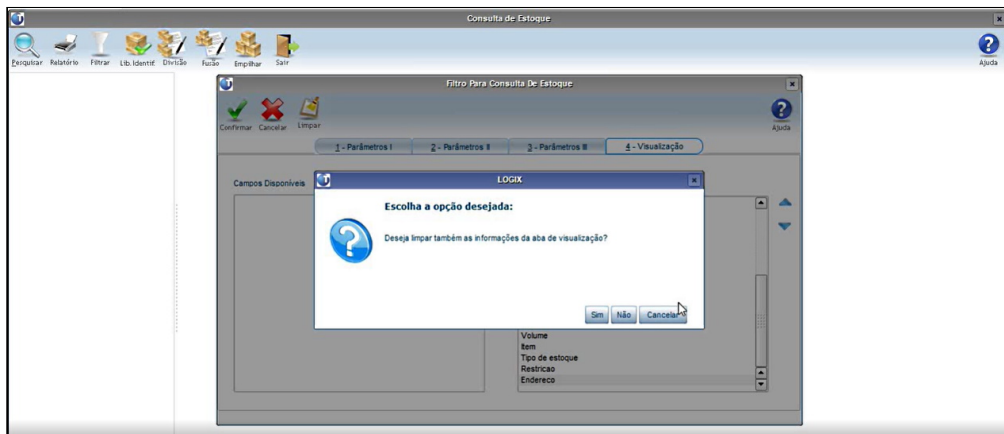 Consulta de Estoque
Pesquisar Relatório Filtrar Lib. Identif Divisão Fusão Empilhar Sair Ajuda
Filtro Para Consulta De Estoque
Confirmar Cancelar Limpar Ajuda
1 - Parâmetros I 2 - Parâmetros II 3 - Parâmetros III 4 - Visualização
Campos Disponíveis
LOGIX
Escolha a opção desejada:
Deseja limpar também as informações da aba de visualização?
Sim Não Cancelar
Volume
Item
Tipo de estoque
Restricao
Endereco